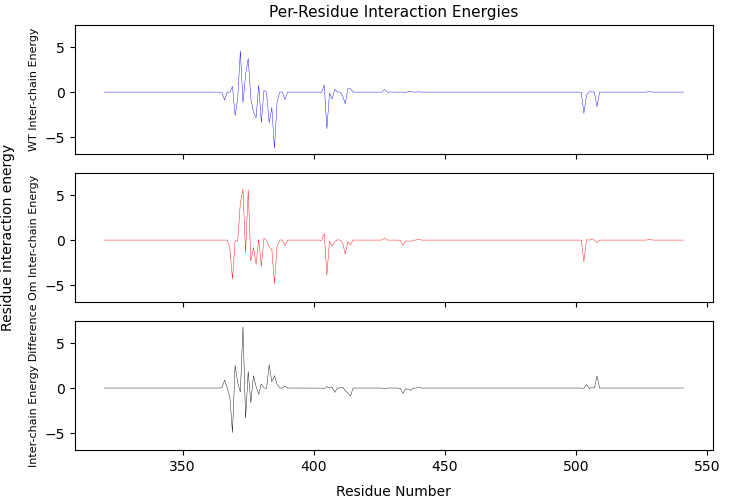 Per-Residue Interaction Energies
Residue interaction energy
WT Inter-chain Energy
5
0
−5
Om Inter-chain Energy
5
0
−5
Inter-chain Energy Difference
5
0
−5
350
400
450
500
550
Residue Number